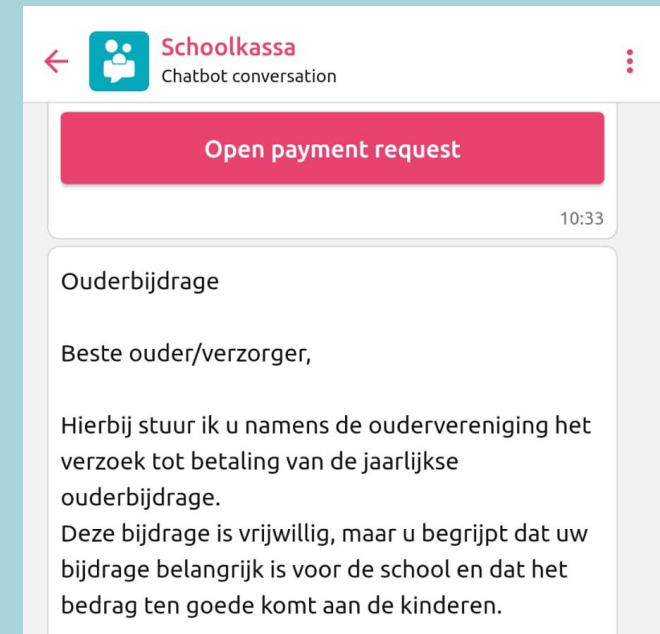 Schoolkassa
Chatbot conversation
Open payment request
10:33
Ouderbijdrage
Beste ouder/verzorger,
Hierbij stuur ik u namens de oudervereniging het
verzoek tot betaling van de jaarlijkse
ouderbijdrage.
Deze bijdrage is vrijwillig, maar u begrijpt dat uw
bijdrage belangrijk is voor de school en dat het
bedrag ten goede komt aan de kinderen.